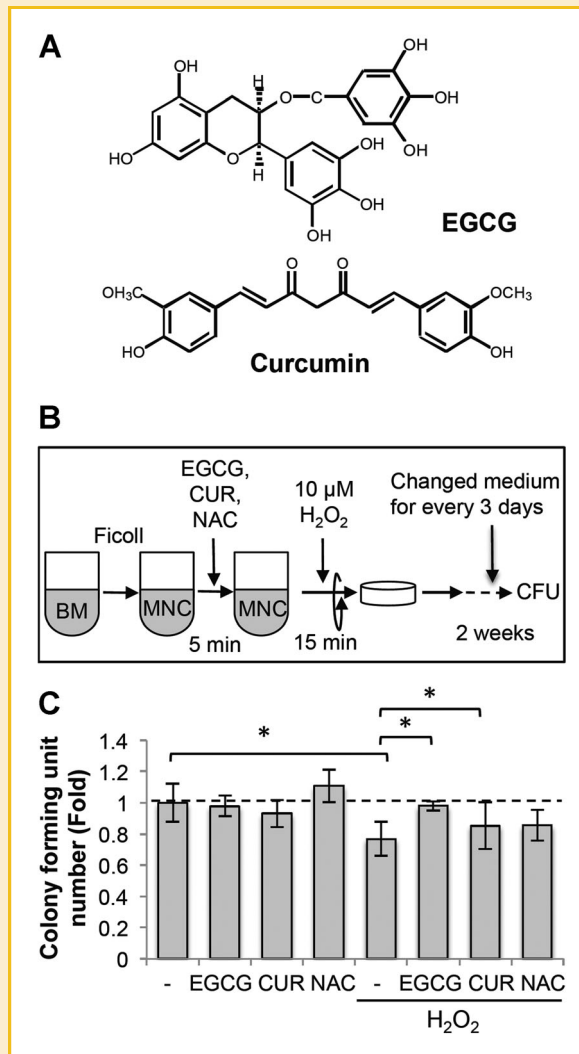 A
OH
H
O
C
OH
OH
OH
HO
O
H
OH
OH
OH
EGCG
O
O
OH3C
OCH3
HO
OH
Curcumin
B
EGCG,
CUR,
NAC
10 µM
H2O2
Changed medium
for every 3 days
Ficoll
BM
MNC
MNC
CFU
5 min
15 min
2 weeks
C
*
*
*
Colony forming unit
number (Fold)
1.4
1.2
1
0.8
0.6
0.4
0.2
0
- EGCG CUR NAC - EGCG CUR NAC
H2O2